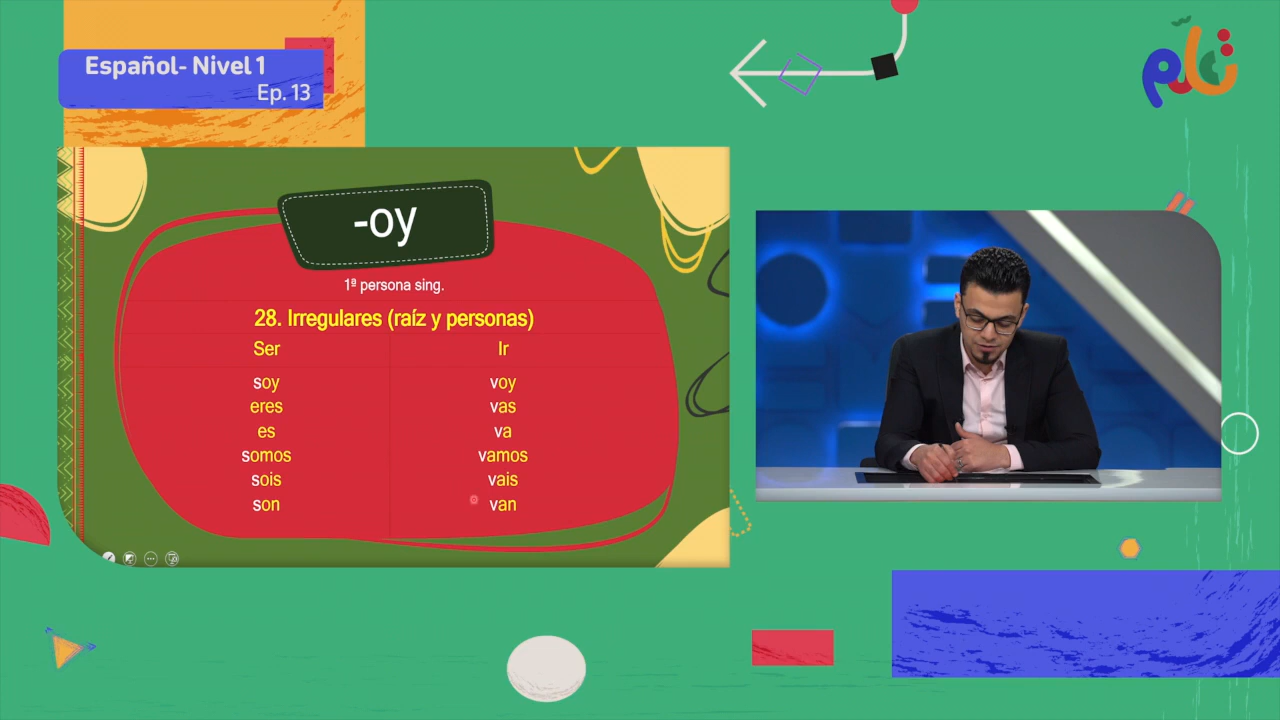 Español- Nivel 1
Ep. 13
تعلم
-oy
1ª persona sing.
28. Irregulares (raíz y personas)
Ser Ir
soy voy
eres vas
es va
somos vamos
sois vais
son van